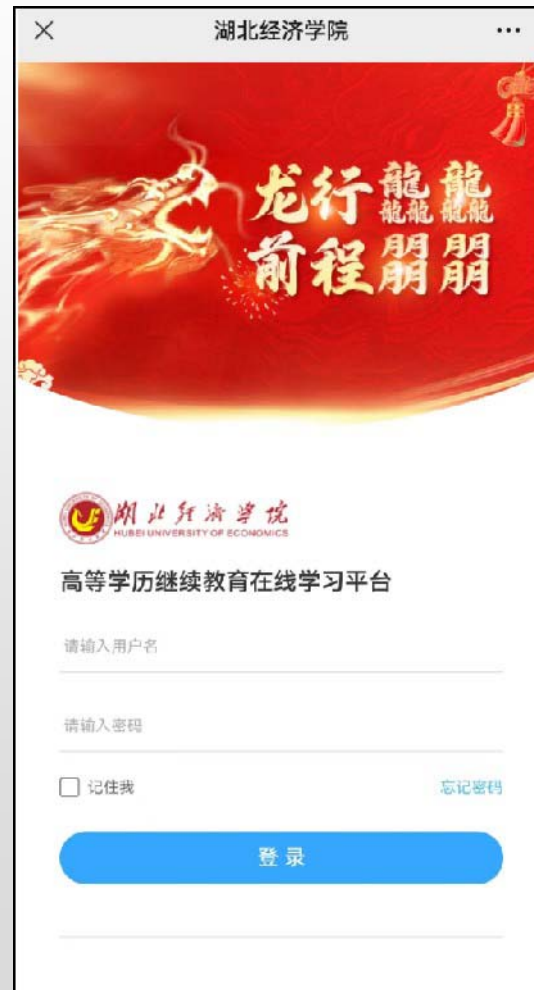 湖北经济学院
龙行龘龘
前程朤朤
湖北经济学院
HUBEI UNIVERSITY OF ECONOMICS
高等学历继续教育在线学习平台
请输入用户名
请输入密码
记住我
忘记密码
登录